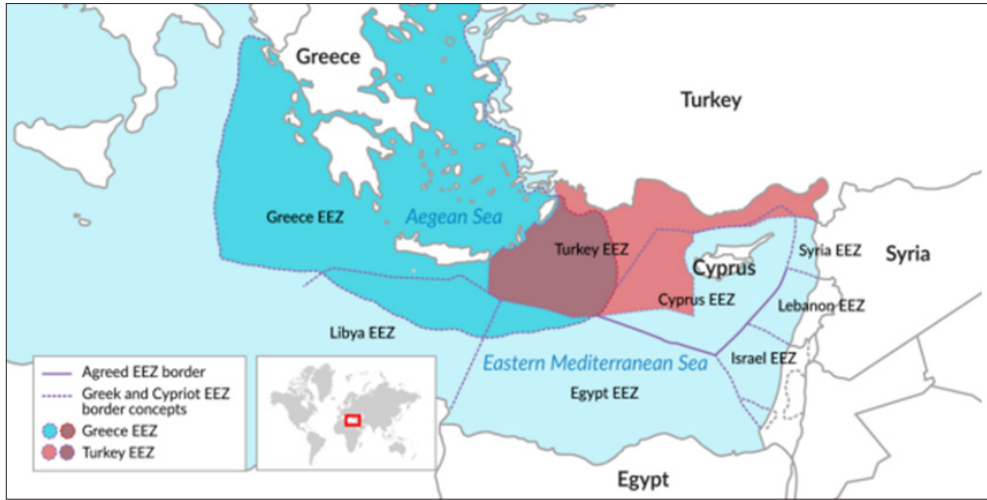 Greece
Turkey
Greece EEZ
Aegean Sea
Turkey EEZ
Cyprus
Syria EEZ
Syria
Cyprus EEZ
Lebanon EEZ
Libya EEZ
Eastern Mediterranean Sea
Israel EEZ
Egypt EEZ
Egypt
Agreed EEZ border
Greek and Cypriot EEZ
border concepts
Greece EEZ
Turkey EEZ